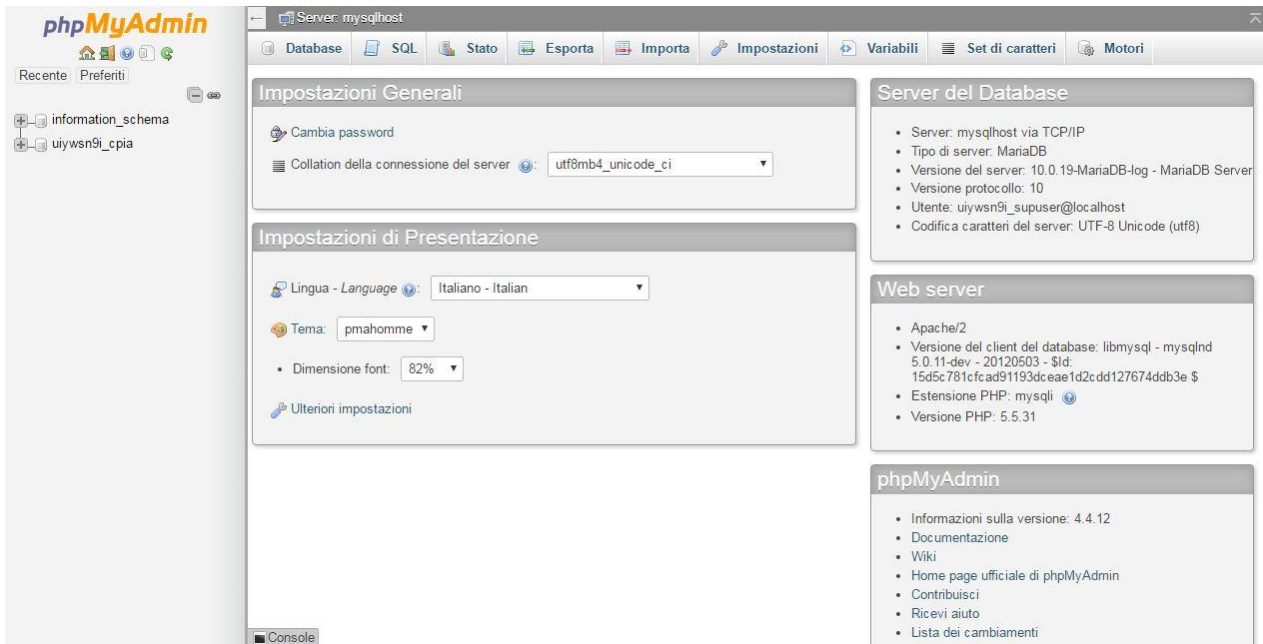 phpMyAdmin
Recente Preferiti
information_schema
uiywsn9i_cpia
← Server: mysqlhost
Database SQL Stato Esporta Importa Impostazioni Variabili Set di caratteri Motori
Impostazioni Generali
Cambia password
Collation della connessione del server : utf8mb4_unicode_ci
Impostazioni di Presentazione
Lingua - Language : Italiano - Italian
Tema: pmahomme
• Dimensione font: 82%
Ulteriori impostazioni
Server del Database
• Server: mysqlhost via TCP/IP
• Tipo di server: MariaDB
• Versione del server: 10.0.19-MariaDB-log - MariaDB Server
• Versione protocollo: 10
• Utente: uiywsn9i_supuser@localhost
• Codifica caratteri del server: UTF-8 Unicode (utf8)
Web server
• Apache/2
• Versione del client del database: libmysql - mysqlnd
5.0.11-dev - 20120503 - $Id:
15d5c781cfcad91193dceae1d2cdd127674ddb3e $
• Estensione PHP: mysqli
• Versione PHP: 5.5.31
phpMyAdmin
• Informazioni sulla versione: 4.4.12
• Documentazione
• Wiki
• Home page ufficiale di phpMyAdmin
• Contribuisci
• Ricevi aiuto
• Lista dei cambiamenti
Console